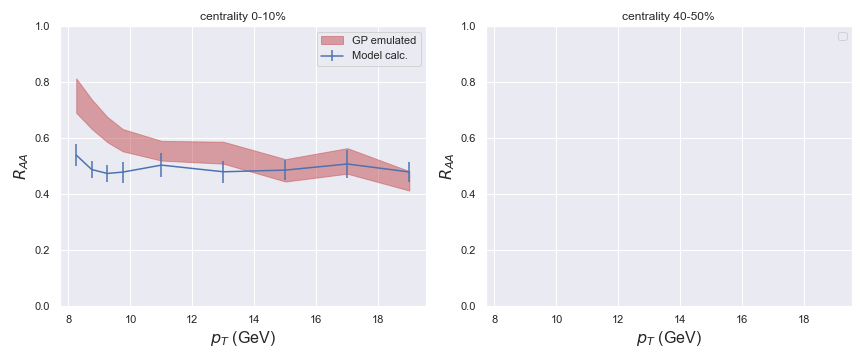 centrality 0-10%
1.0
0.8
0.6
0.4
0.2
0.0
R_AA
8 10 12 14 16 18
p_T (GeV)
GP emulated
Model calc.
centrality 40-50%
1.0
0.8
0.6
0.4
0.2
0.0
R_AA
8 10 12 14 16 18
p_T (GeV)